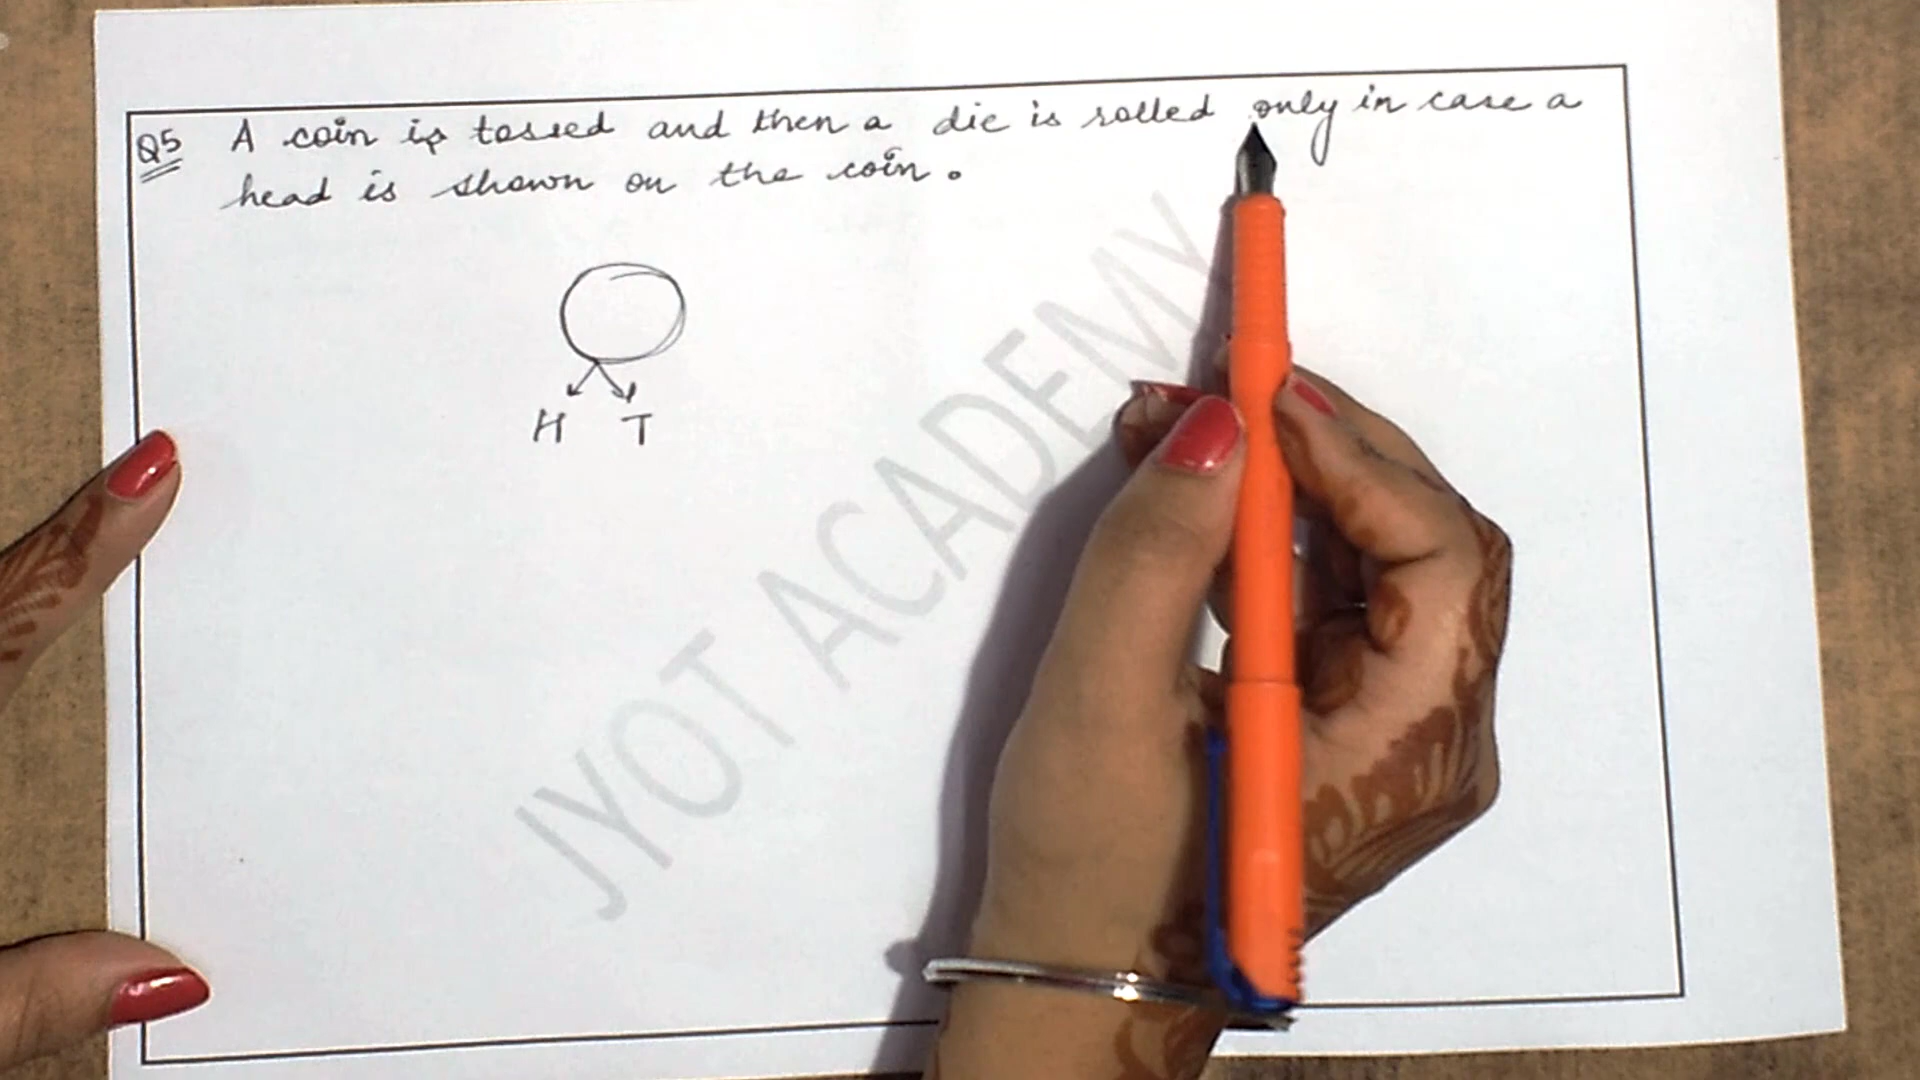 Q5 A coin is tossed and then a die is rolled only in case a
head is shown on the coin.
H T
JYOT ACADEMY